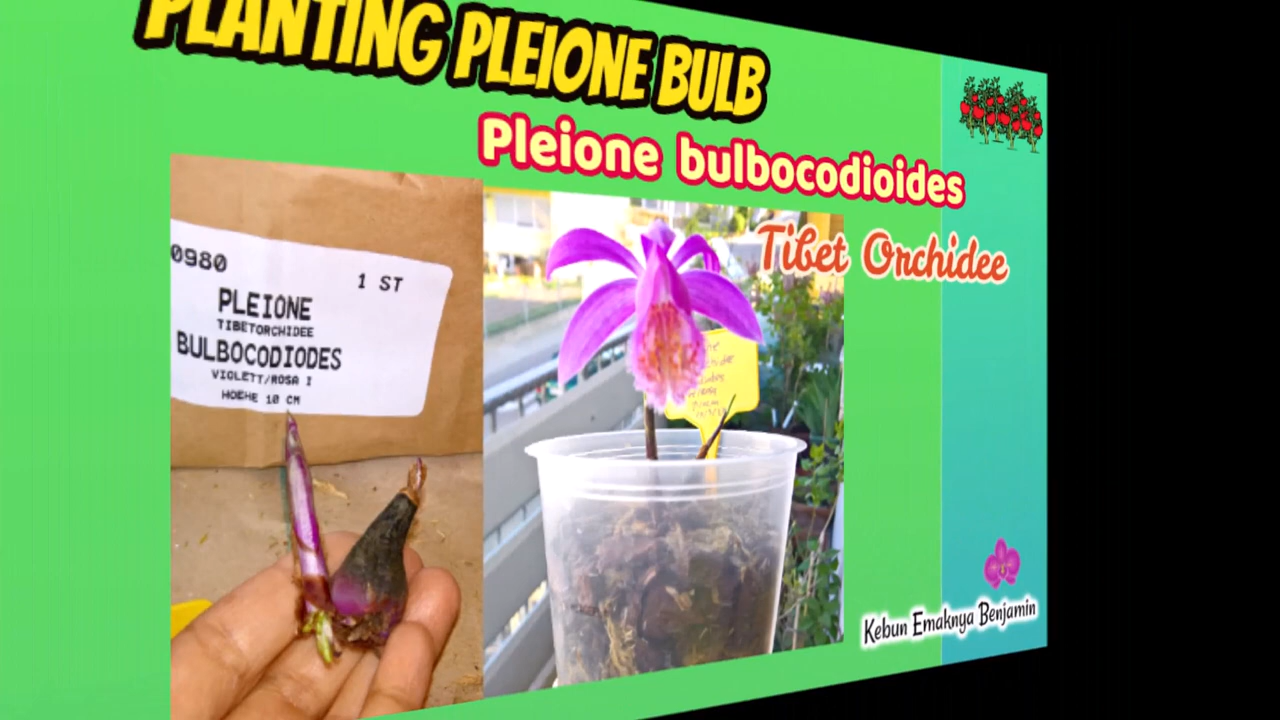 PLANTING PLEIONE BULB
Pleione bulbocodioides
Tibet Orchidee
0980
1 ST
PLEIONE
TIBETORCHIDEE
BULBOCODIODES
VIOLETT/ROSA I
HOEHE 10 CM
Kebun Emaknya Benjamin